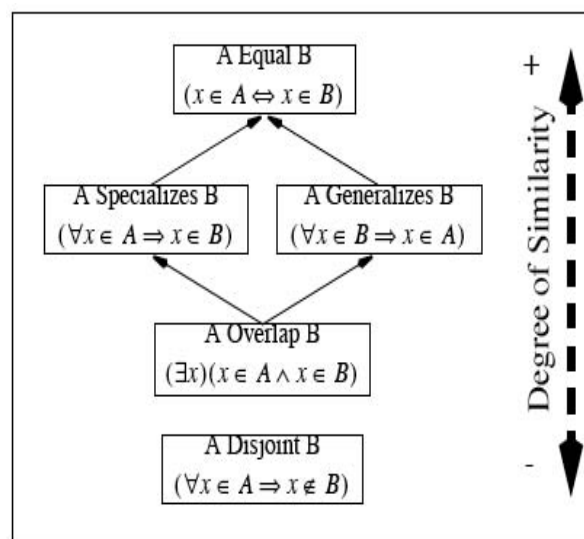 A Equal B
(x ∈ A ⇔ x ∈ B)
+
A Specializes B
(∀x ∈ A ⇒ x ∈ B)
A Generalizes B
(∀x ∈ B ⇒ x ∈ A)
Degree of Similarity
A Overlap B
(∃x)(x ∈ A ∧ x ∈ B)
A Disjoint B
(∀x ∈ A ⇒ x ∉ B)
-